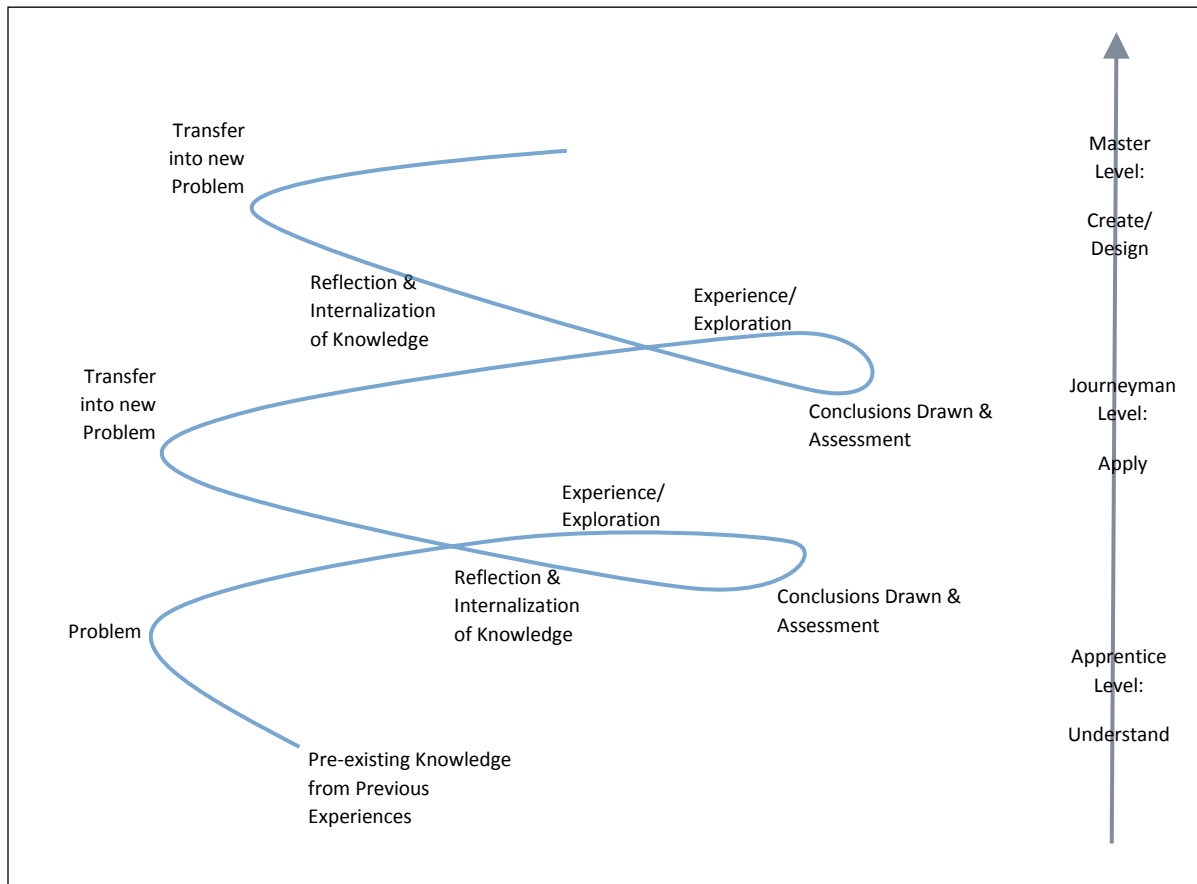 Transfer
into new
Problem
Reflection &
Internalization
of Knowledge
Experience/
Exploration
Conclusions Drawn &
Assessment
Transfer
into new
Problem
Experience/
Exploration
Reflection &
Internalization
of Knowledge
Conclusions Drawn &
Assessment
Problem
Pre-existing Knowledge
from Previous
Experiences
Master
Level:
Create/
Design
Journeyman
Level:
Apply
Apprentice
Level:
Understand